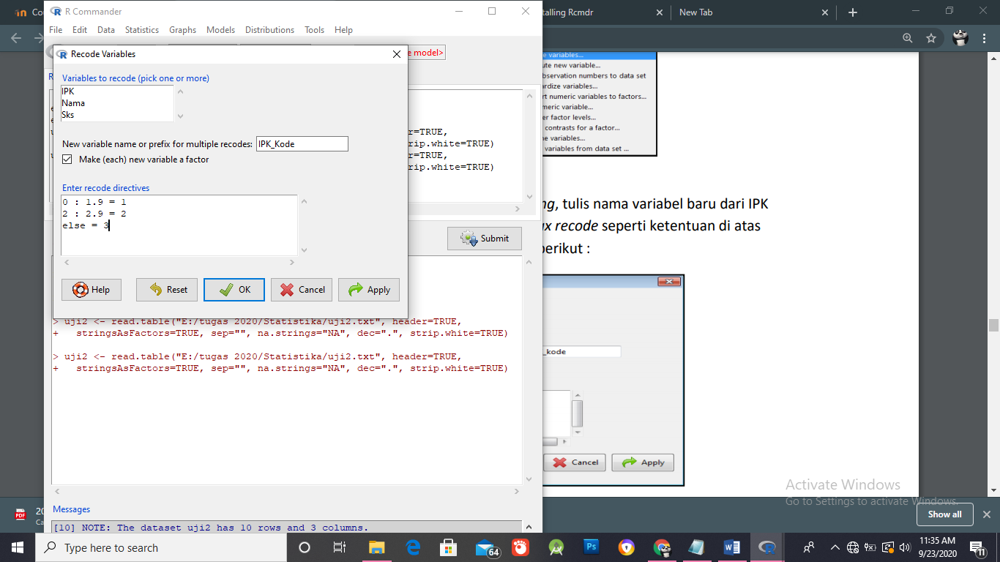 Co
R Commander
talling Rcmdr
New Tab
File Edit Data Statistics Graphs Models Distributions Tools Help
e model>
Recode Variables
Variables to recode (pick one or more)
IPK
Nama
Sks
New variable name or prefix for multiple recodes: IPK_Kode
Make (each) new variable a factor
Enter recode directives
0 : 1.9 = 1
2 : 2.9 = 2
else = 3
Help Reset OK Cancel Apply
R
r=TRUE,
rip.white=TRUE)
r=TRUE,
rip.white=TRUE)
Submit
> uji2 <- read.table("E:/tugas 2020/Statistika/uji2.txt", header=TRUE,
+ stringsAsFactors=TRUE, sep="", na.strings="NA", dec=".", strip.white=TRUE)
> uji2 <- read.table("E:/tugas 2020/Statistika/uji2.txt", header=TRUE,
+ stringsAsFactors=TRUE, sep="", na.strings="NA", dec=".", strip.white=TRUE)
Messages
[10] NOTE: The dataset uji2 has 10 rows and 3 columns.
e variables...
ute new variable...
bservation numbers to data set
rdize variables...
rt numeric variables to factors...
meric variable...
er factor levels...
contrasts for a factor...
ne variables...
variables from data set ...
ng, tulis nama variabel baru dari IPK
ax recode seperti ketentuan di atas
berikut :
_kode
Cancel Apply
Activate Windows
Go to Settings to activate Windows.
PDF
20
Ca
Show all
Type here to search
64
Ps
11:35 AM
9/23/2020
11